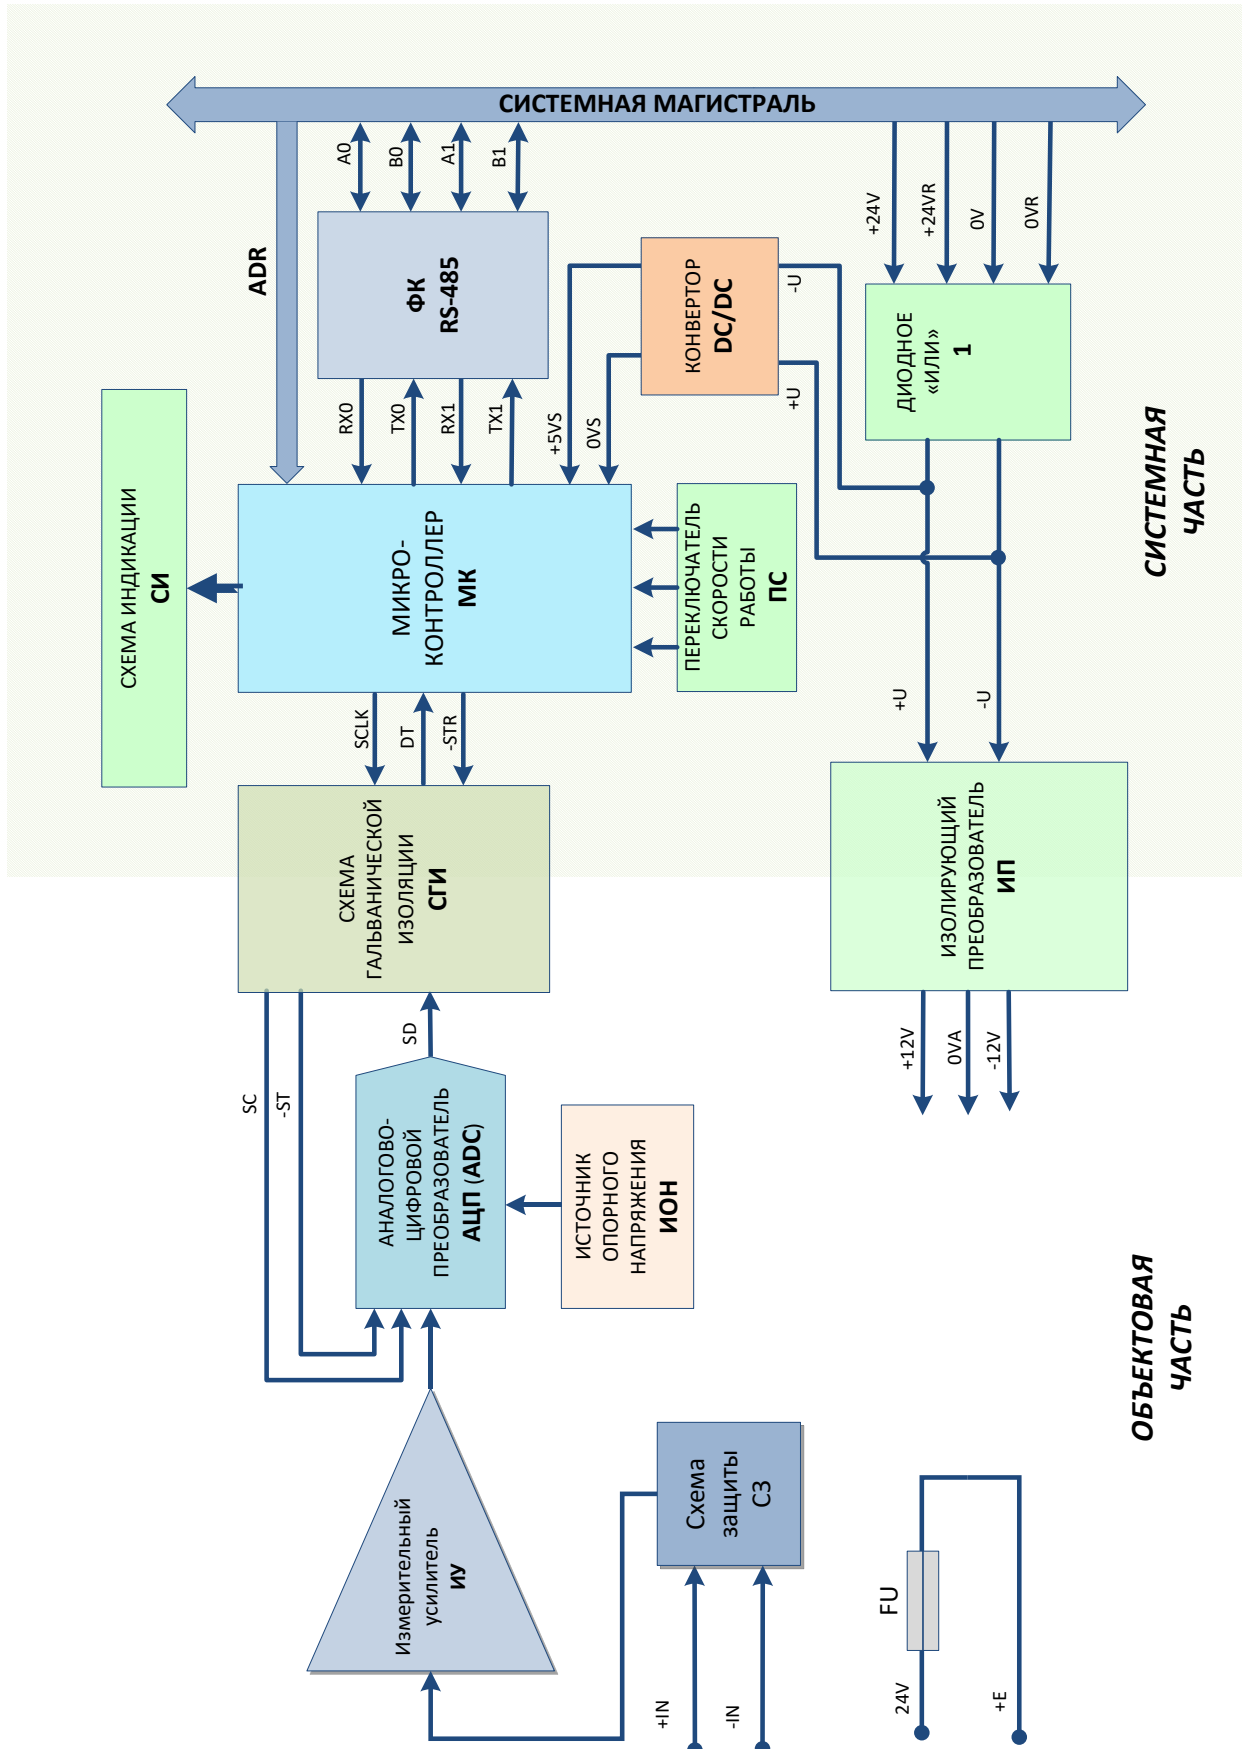 СИСТЕМНАЯ МАГИСТРАЛЬ
ADR
A0
B0
A1
B1
+24V
+24VR
0V
0VR
ФК
RS-485
КОНВЕРТОР
DC/DC
-U
+U
ДИОДНОЕ
«ИЛИ»
1
RX0
TX0
RX1
TX1
+5VS
0VS
СХЕМА ИНДИКАЦИИ
СИ
МИКРО-
КОНТРОЛЛЕР
МК
ПЕРЕКЛЮЧАТЕЛЬ
СКОРОСТИ
РАБОТЫ
ПС
СИСТЕМНАЯ
ЧАСТЬ
SCLK
DT
-STR
+U
-U
СХЕМА
ГАЛЬВАНИЧЕСКОЙ
ИЗОЛЯЦИИ
СГИ
ИЗОЛИРУЮЩИЙ
ПРЕОБРАЗОВАТЕЛЬ
ИП
SC
-ST
SD
+12V
0VA
-12V
АНАЛОГОВО-
ЦИФРОВОЙ
ПРЕОБРАЗОВАТЕЛЬ
АЦП (ADC)
ИСТОЧНИК
ОПОРНОГО
НАПРЯЖЕНИЯ
ИОН
ОБЪЕКТОВАЯ
ЧАСТЬ
Измерительный
усилитель
ИУ
Схема
защиты
СЗ
+IN
-IN
FU
24V
+E